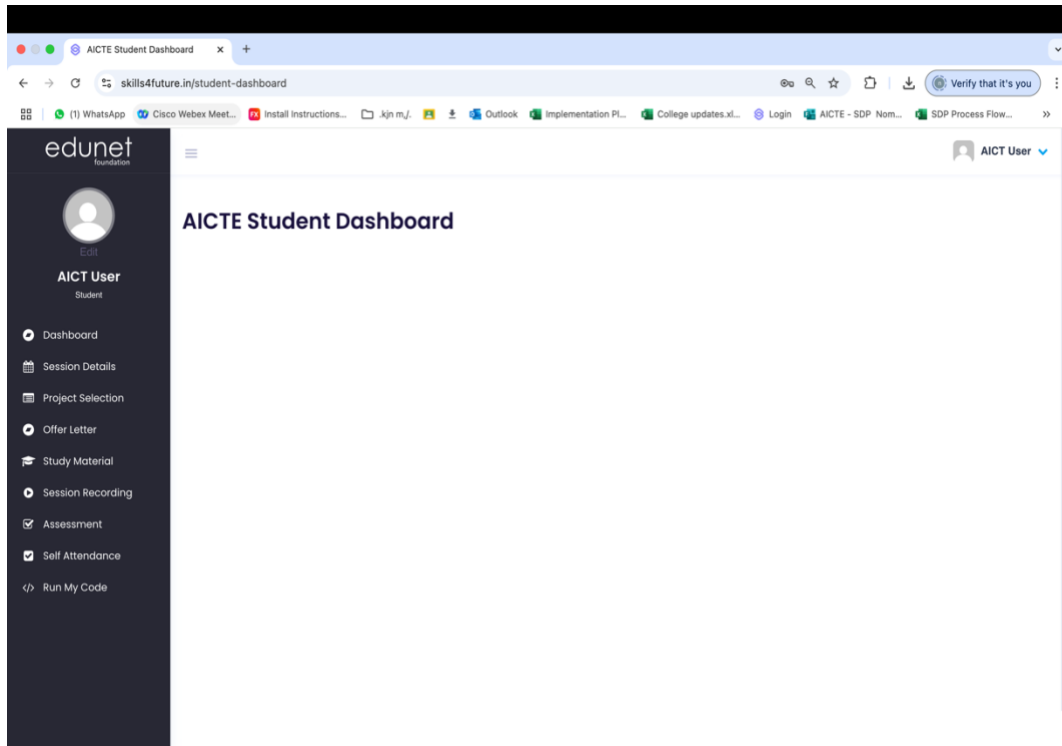 AICTE Student Dashboard
skills4future.in/student-dashboard
Verify that it's you
(1) WhatsApp
Cisco Webex Meet...
Install Instructions...
.kjn m,/.
Outlook
Implementation Pl...
College updates.xl...
Login
AICTE - SDP Nom...
SDP Process Flow...
edunet
foundation
AICT User
AICTE Student Dashboard
Edit
AICT User
Student
Dashboard
Session Details
Project Selection
Offer Letter
Study Material
Session Recording
Assessment
Self Attendance
</> Run My Code